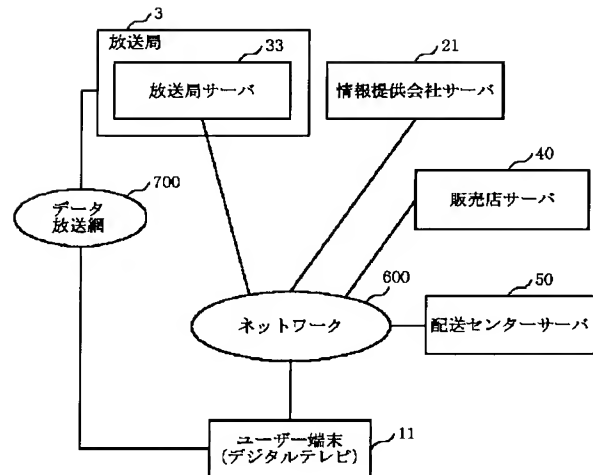 3
放送局
33
放送局サーバ
21
情報提供会社サーバ
40
販売店サーバ
700
データ
放送網
600
ネットワーク
50
配送センターサーバ
ユーザー端末
(デジタルテレビ)
11